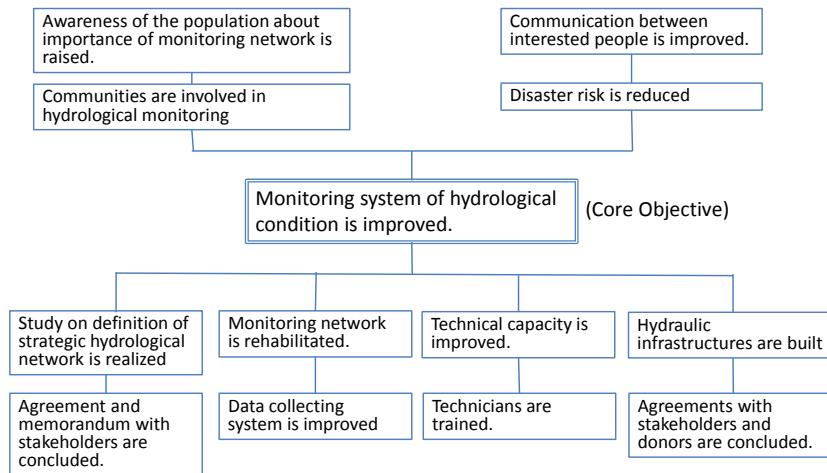 Awareness of the population about
importance of monitoring network is
raised.
Communication between
interested people is improved.
Communities are involved in
hydrological monitoring
Disaster risk is reduced
Monitoring system of hydrological
condition is improved.
(Core Objective)
Study on definition of
strategic hydrological
network is realized
Monitoring network
is rehabilitated.
Technical capacity is
improved.
Hydraulic
infrastructures are built
Agreement and
memorandum with
stakeholders are
concluded.
Data collecting
system is improved
Technicians are
trained.
Agreements with
stakeholders and
donors are concluded.